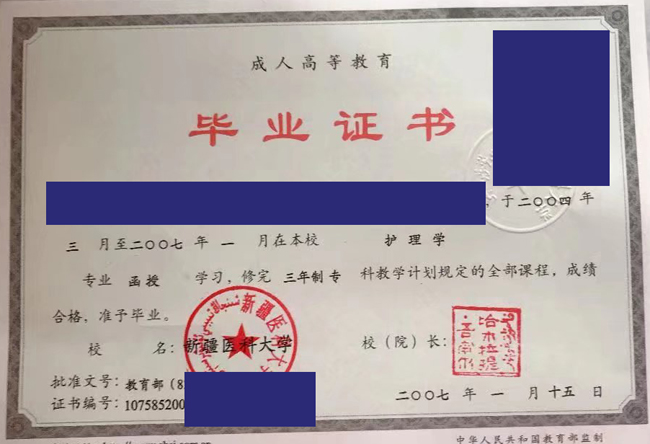 成人高等教育
毕业证书
，于二〇〇四年
三月至二〇〇七年一月在本校 护理学
专业 函授 学习，修完 三年制专科教学计划规定的全部课程，成绩
合格，准予毕业。
校 名：新疆医科大学 校（院）长：
批准文号：教育部（8
证书编号：107585200
二〇〇七年一月十五日
中华人民共和国教育部监制